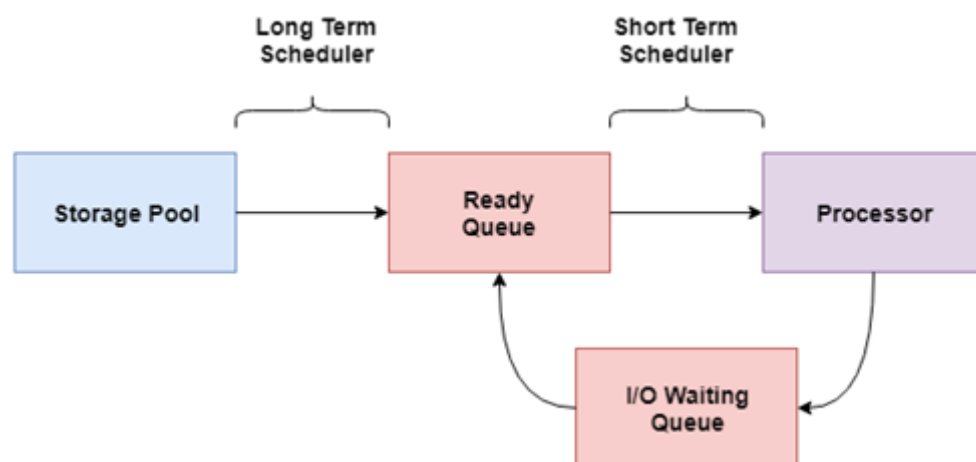 Long Term
Scheduler
Short Term
Scheduler
Storage Pool
Ready
Queue
Processor
I/O Waiting
Queue